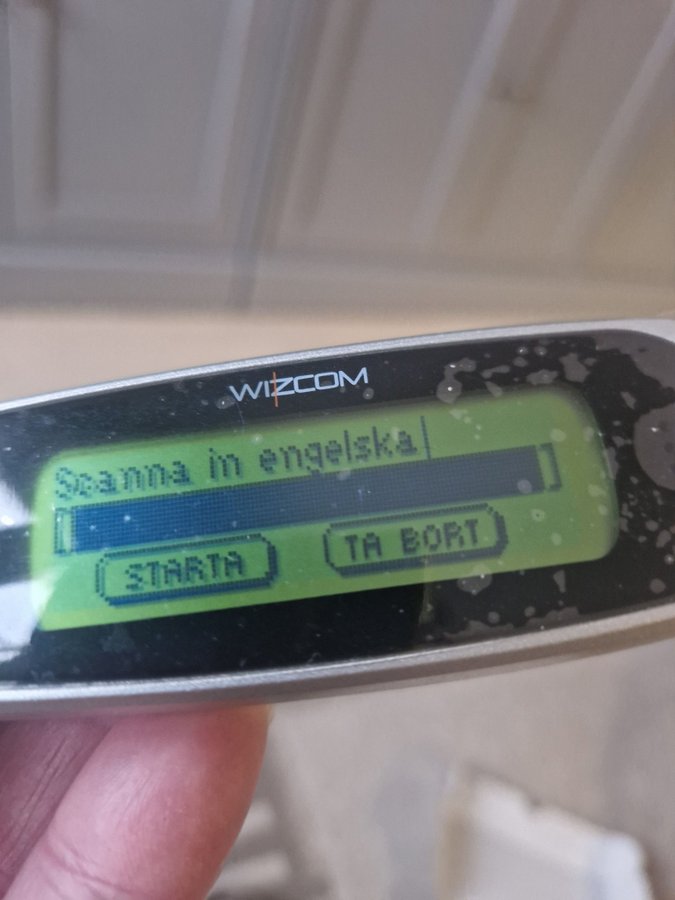 WIZCOM
Scanna in engelska
STARTA
TA BORT